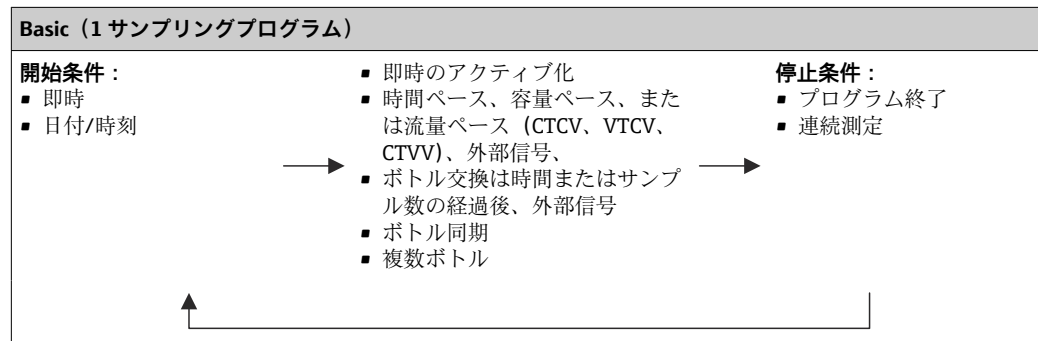 Basic（1 サンプリングプログラム）
開始条件：
▪ 即時
▪ 日付/時刻
▪ 即時のアクティブ化
▪ 時間ペース、容量ペース、また
は流量ペース（CTCV、VTCV、
CTVV）、外部信号、
▪ ボトル交換は時間またはサンプ
ル数の経過後、外部信号
▪ ボトル同期
▪ 複数ボトル
停止条件：
▪ プログラム終了
▪ 連続測定